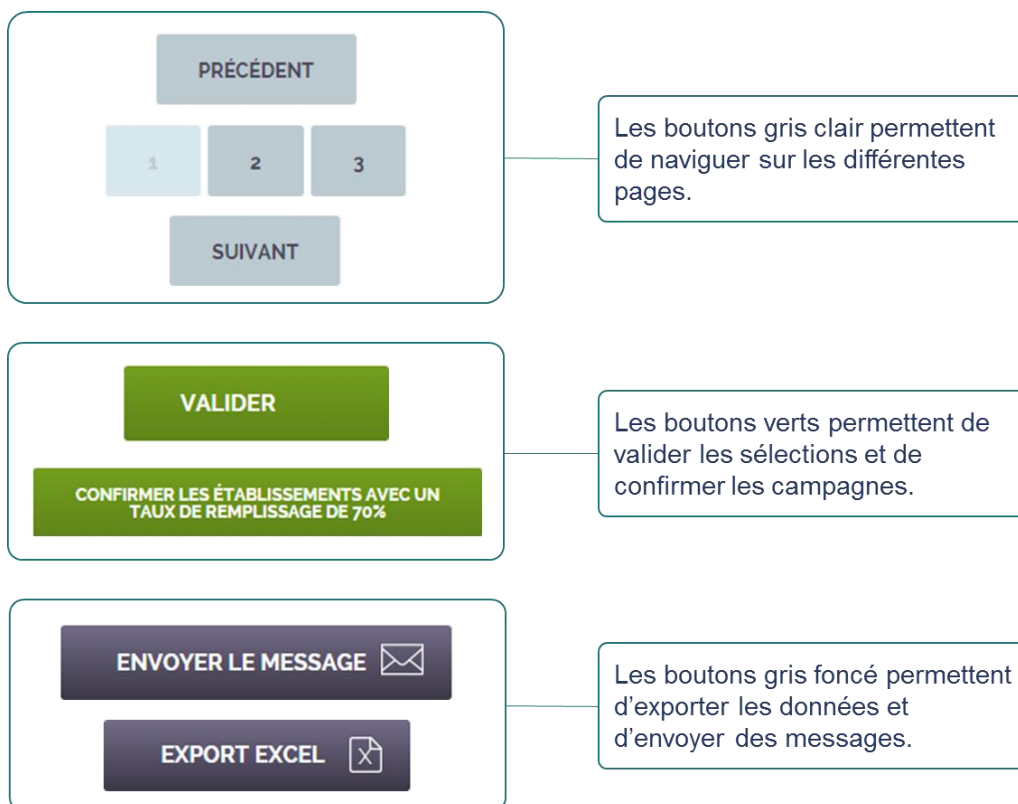 PRÉCÉDENT
1 2 3
SUIVANT
Les boutons gris clair permettent
de naviguer sur les différentes
pages.
VALIDER
CONFIRMER LES ÉTABLISSEMENTS AVEC UN
TAUX DE REMPLISSAGE DE 70%
Les boutons verts permettent de
valider les sélections et de
confirmer les campagnes.
ENVOYER LE MESSAGE
EXPORT EXCEL X
Les boutons gris foncé permettent
d’exporter les données et
d’envoyer des messages.